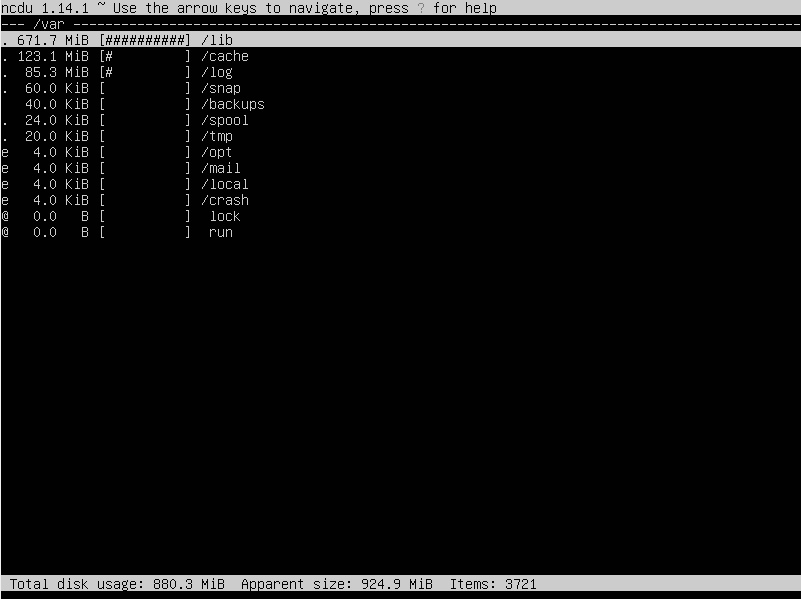 ncdu 1.14.1 ~ Use the arrow keys to navigate, press ? for help
--- /var ------------------------------------------------------------------------------------------
. 671.7 MiB [##########] /lib
. 123.1 MiB [#         ] /cache
.  85.3 MiB [#         ] /log
.  60.0 KiB [          ] /snap
   40.0 KiB [          ] /backups
.  24.0 KiB [          ] /spool
.  20.0 KiB [          ] /tmp
e   4.0 KiB [          ] /opt
e   4.0 KiB [          ] /mail
e   4.0 KiB [          ] /local
e   4.0 KiB [          ] /crash
@   0.0   B [          ]  lock
@   0.0   B [          ]  run
Total disk usage: 880.3 MiB  Apparent size: 924.9 MiB  Items: 3721